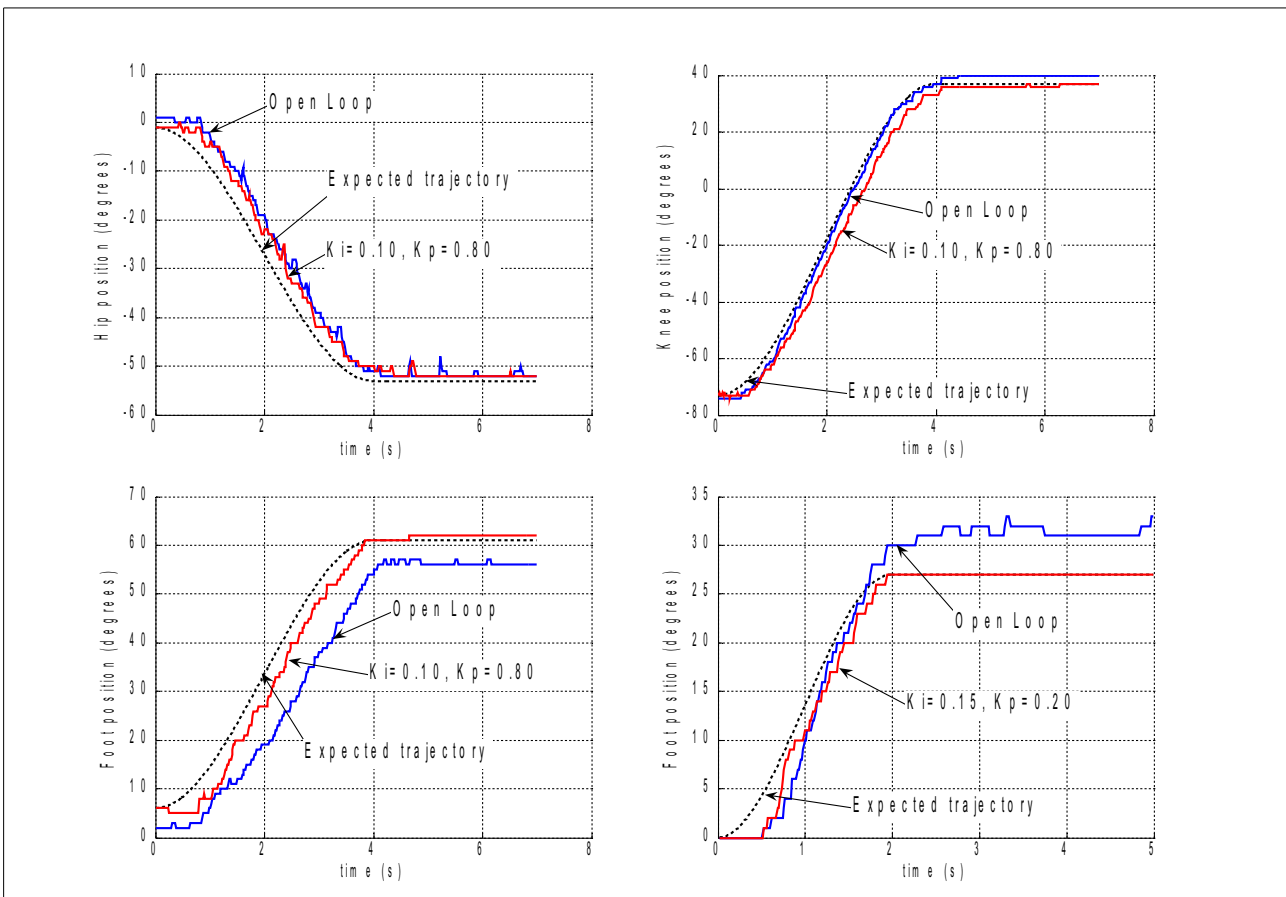 10
0
-10
-20
-30
-40
-50
-60
0
2
4
6
8
Hip position (degrees)
time (s)
Open Loop
Expected trajectory
Ki=0.10, Kp=0.80
40
20
0
-20
-40
-60
-80
0
2
4
6
8
Knee position (degrees)
time (s)
Open Loop
Ki=0.10, Kp=0.80
Expected trajectory
70
60
50
40
30
20
10
0
0
2
4
6
8
Foot position (degrees)
time (s)
Open Loop
Ki=0.10, Kp=0.80
Expected trajectory
35
30
25
20
15
10
5
0
0
1
2
3
4
5
Foot position (degrees)
time (s)
Open Loop
Ki=0.15, Kp=0.20
Expected trajectory